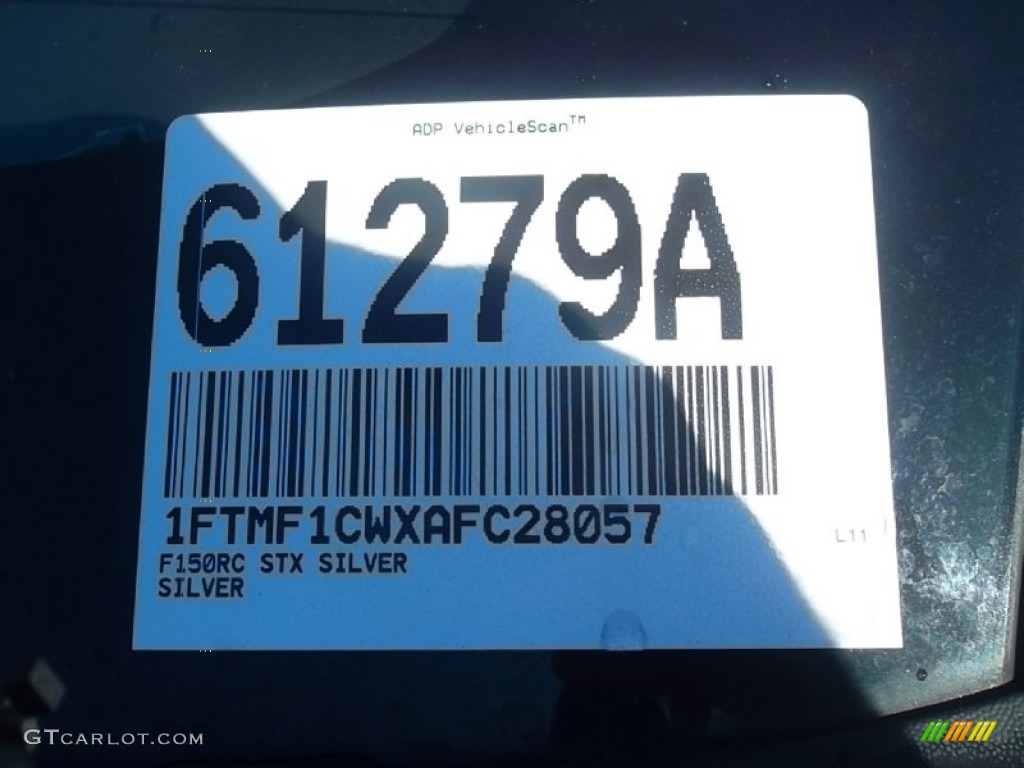 ADP VehicleScan™
61279A
1FTMF1CWXAFC28057
F150RC STX SILVER
SILVER
L11
GTCARLOT.COM